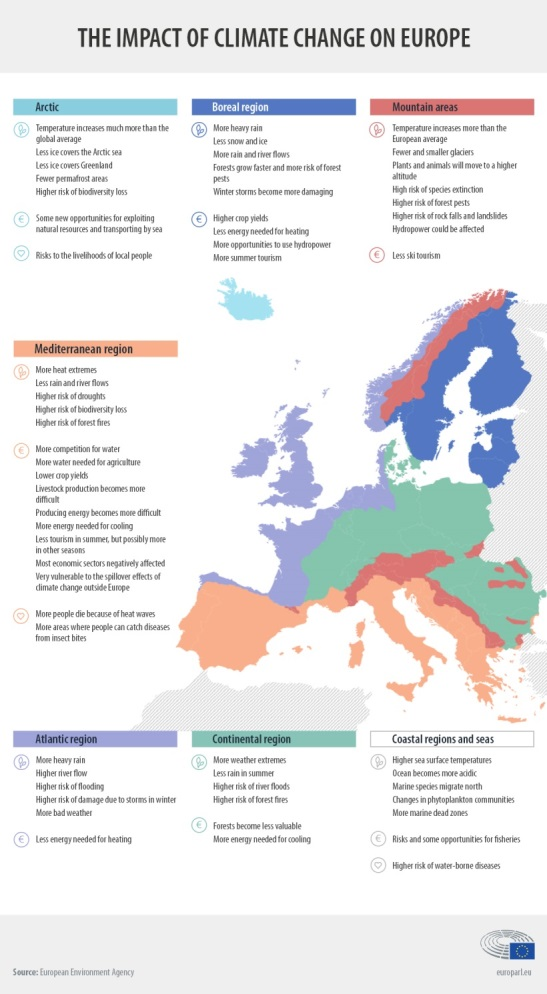 THE IMPACT OF CLIMATE CHANGE ON EUROPE
Arctic
Temperature increases much more than the
global average
Less ice covers the Arctic sea
Less ice covers Greenland
Fewer permafrost areas
Higher risk of biodiversity loss
€
Some new opportunities for exploiting
natural resources and transporting by sea
Risks to the livelihoods of local people
Boreal region
More heavy rain
Less snow and ice
More rain and river flows
Forests grow faster and more risk of forest
pests
Winter storms become more damaging
€
Higher crop yields
Less energy needed for heating
More opportunities to use hydropower
More summer tourism
Mountain areas
Temperature increases more than the
European average
Fewer and smaller glaciers
Plants and animals will move to a higher
altitude
High risk of species extinction
Higher risk of forest pests
Higher risk of rock falls and landslides
Hydropower could be affected
€
Less ski tourism
Mediterranean region
More heat extremes
Less rain and river flows
Higher risk of droughts
Higher risk of biodiversity loss
Higher risk of forest fires
€
More competition for water
More water needed for agriculture
Lower crop yields
Livestock production becomes more
difficult
Producing energy becomes more difficult
More energy needed for cooling
Less tourism in summer, but possibly more
in other seasons
Most economic sectors negatively affected
Very vulnerable to the spillover effects of
climate change outside Europe
More people die because of heat waves
More areas where people can catch diseases
from insect bites
Atlantic region
More heavy rain
Higher river flow
Higher risk of flooding
Higher risk of damage due to storms in winter
More bad weather
€
Less energy needed for heating
Continental region
More weather extremes
Less rain in summer
Higher risk of river floods
Higher risk of forest fires
€
Forests become less valuable
More energy needed for cooling
Coastal regions and seas
Higher sea surface temperatures
Ocean becomes more acidic
Marine species migrate north
Changes in phytoplankton communities
More marine dead zones
€
Risks and some opportunities for fisheries
Higher risk of water-borne diseases
Source: European Environment Agency
europarl.eu